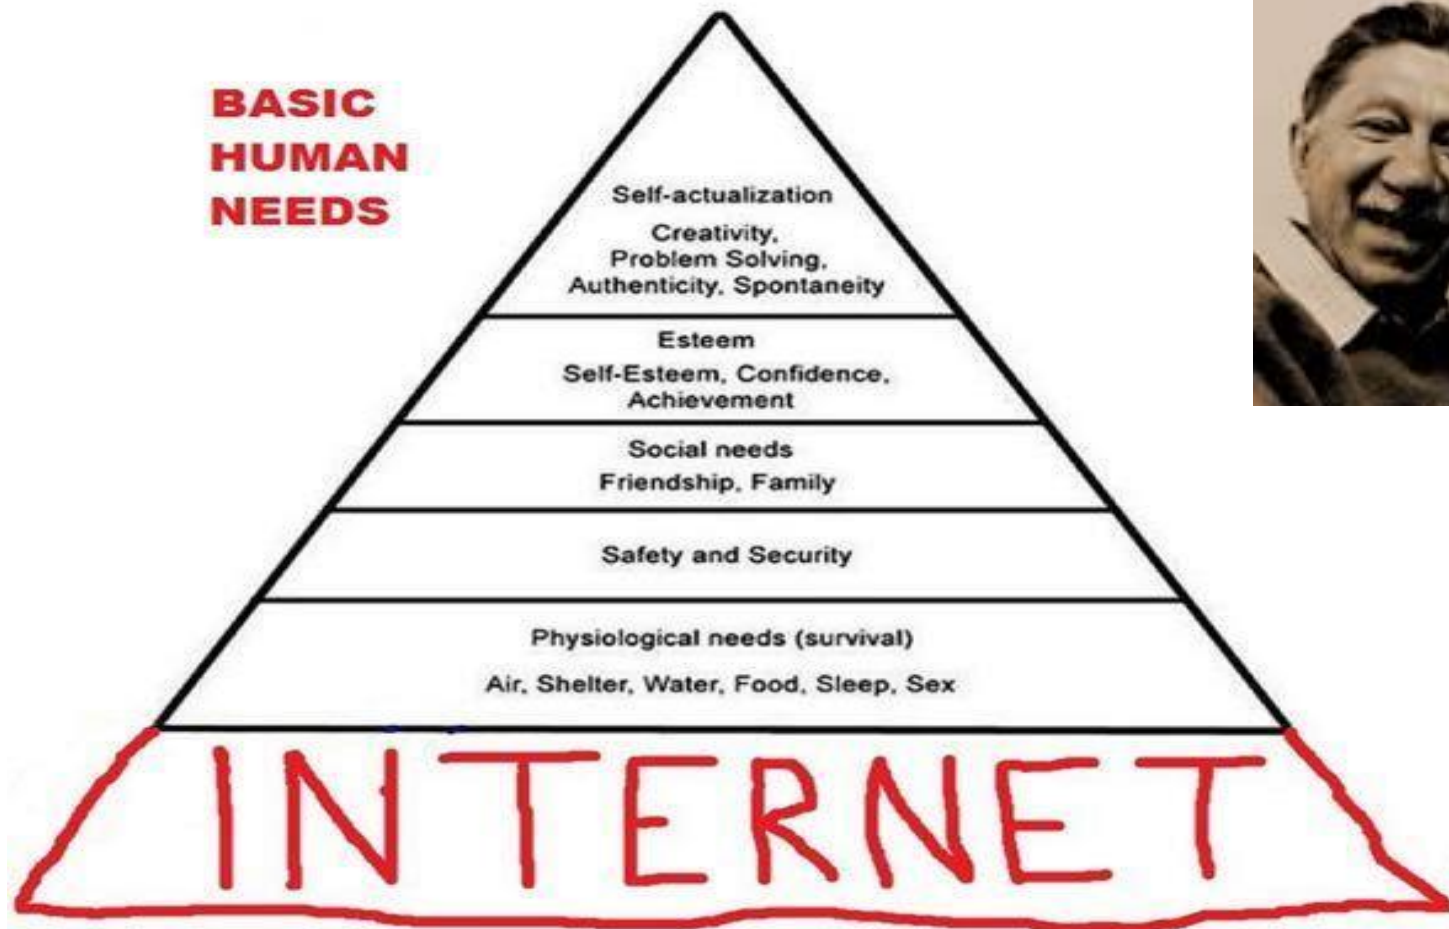 BASIC
HUMAN
NEEDS
Self-actualization
Creativity,
Problem Solving,
Authenticity, Spontaneity
Esteem
Self-Esteem, Confidence,
Achievement
Social needs
Friendship, Family
Safety and Security
Physiological needs (survival)
Air, Shelter, Water, Food, Sleep, Sex
INTERNET